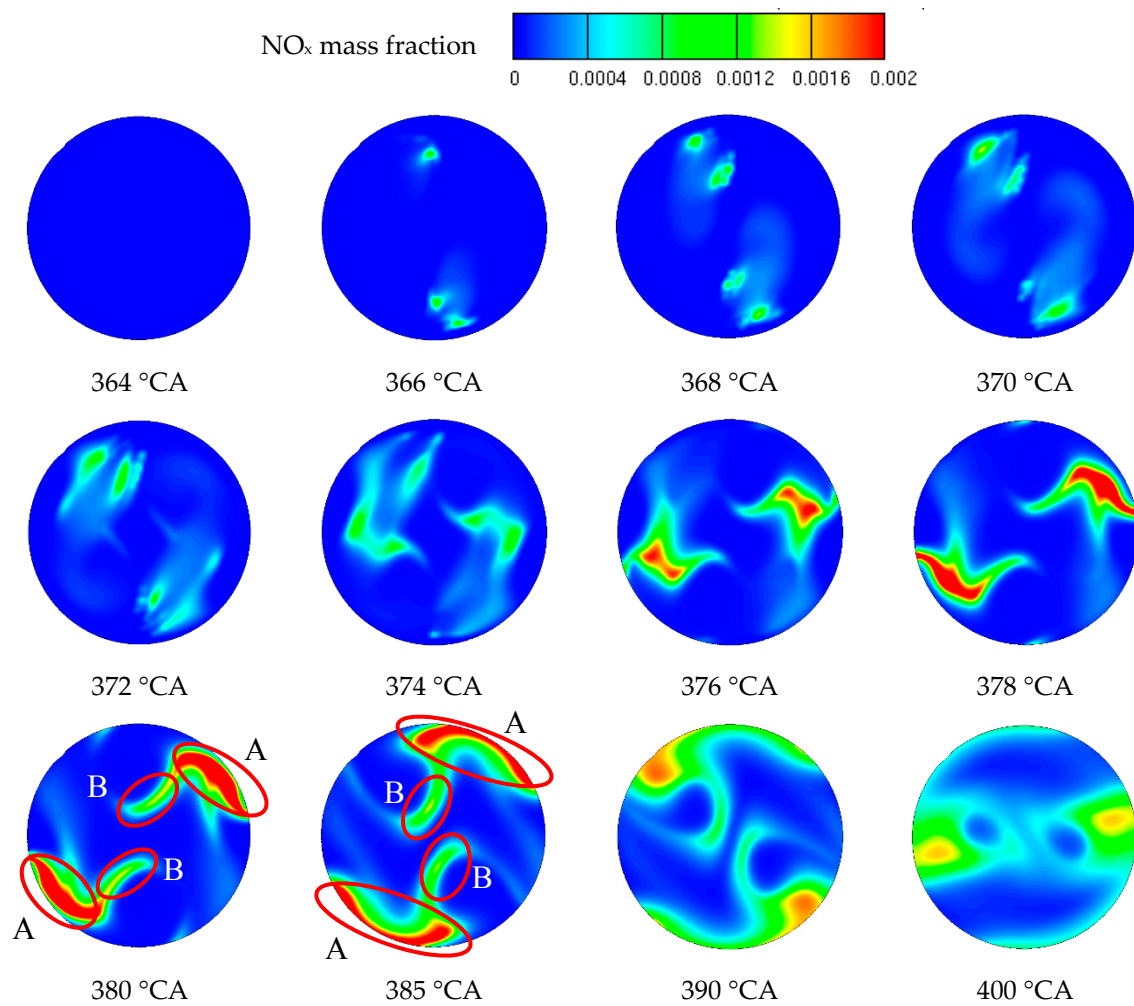 NOₓ mass fraction
0 0.0004 0.0008 0.0012 0.0016 0.002
364 °CA 366 °CA 368 °CA 370 °CA
372 °CA 374 °CA 376 °CA 378 °CA
A A
B B
B B
A A
380 °CA 385 °CA 390 °CA 400 °CA